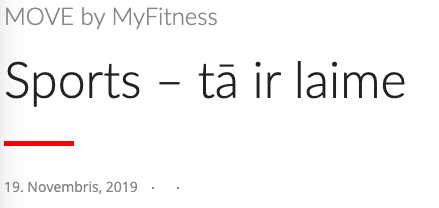 MOVE by MyFitness
Sports – tā ir laime
19. Novembris, 2019 · ·